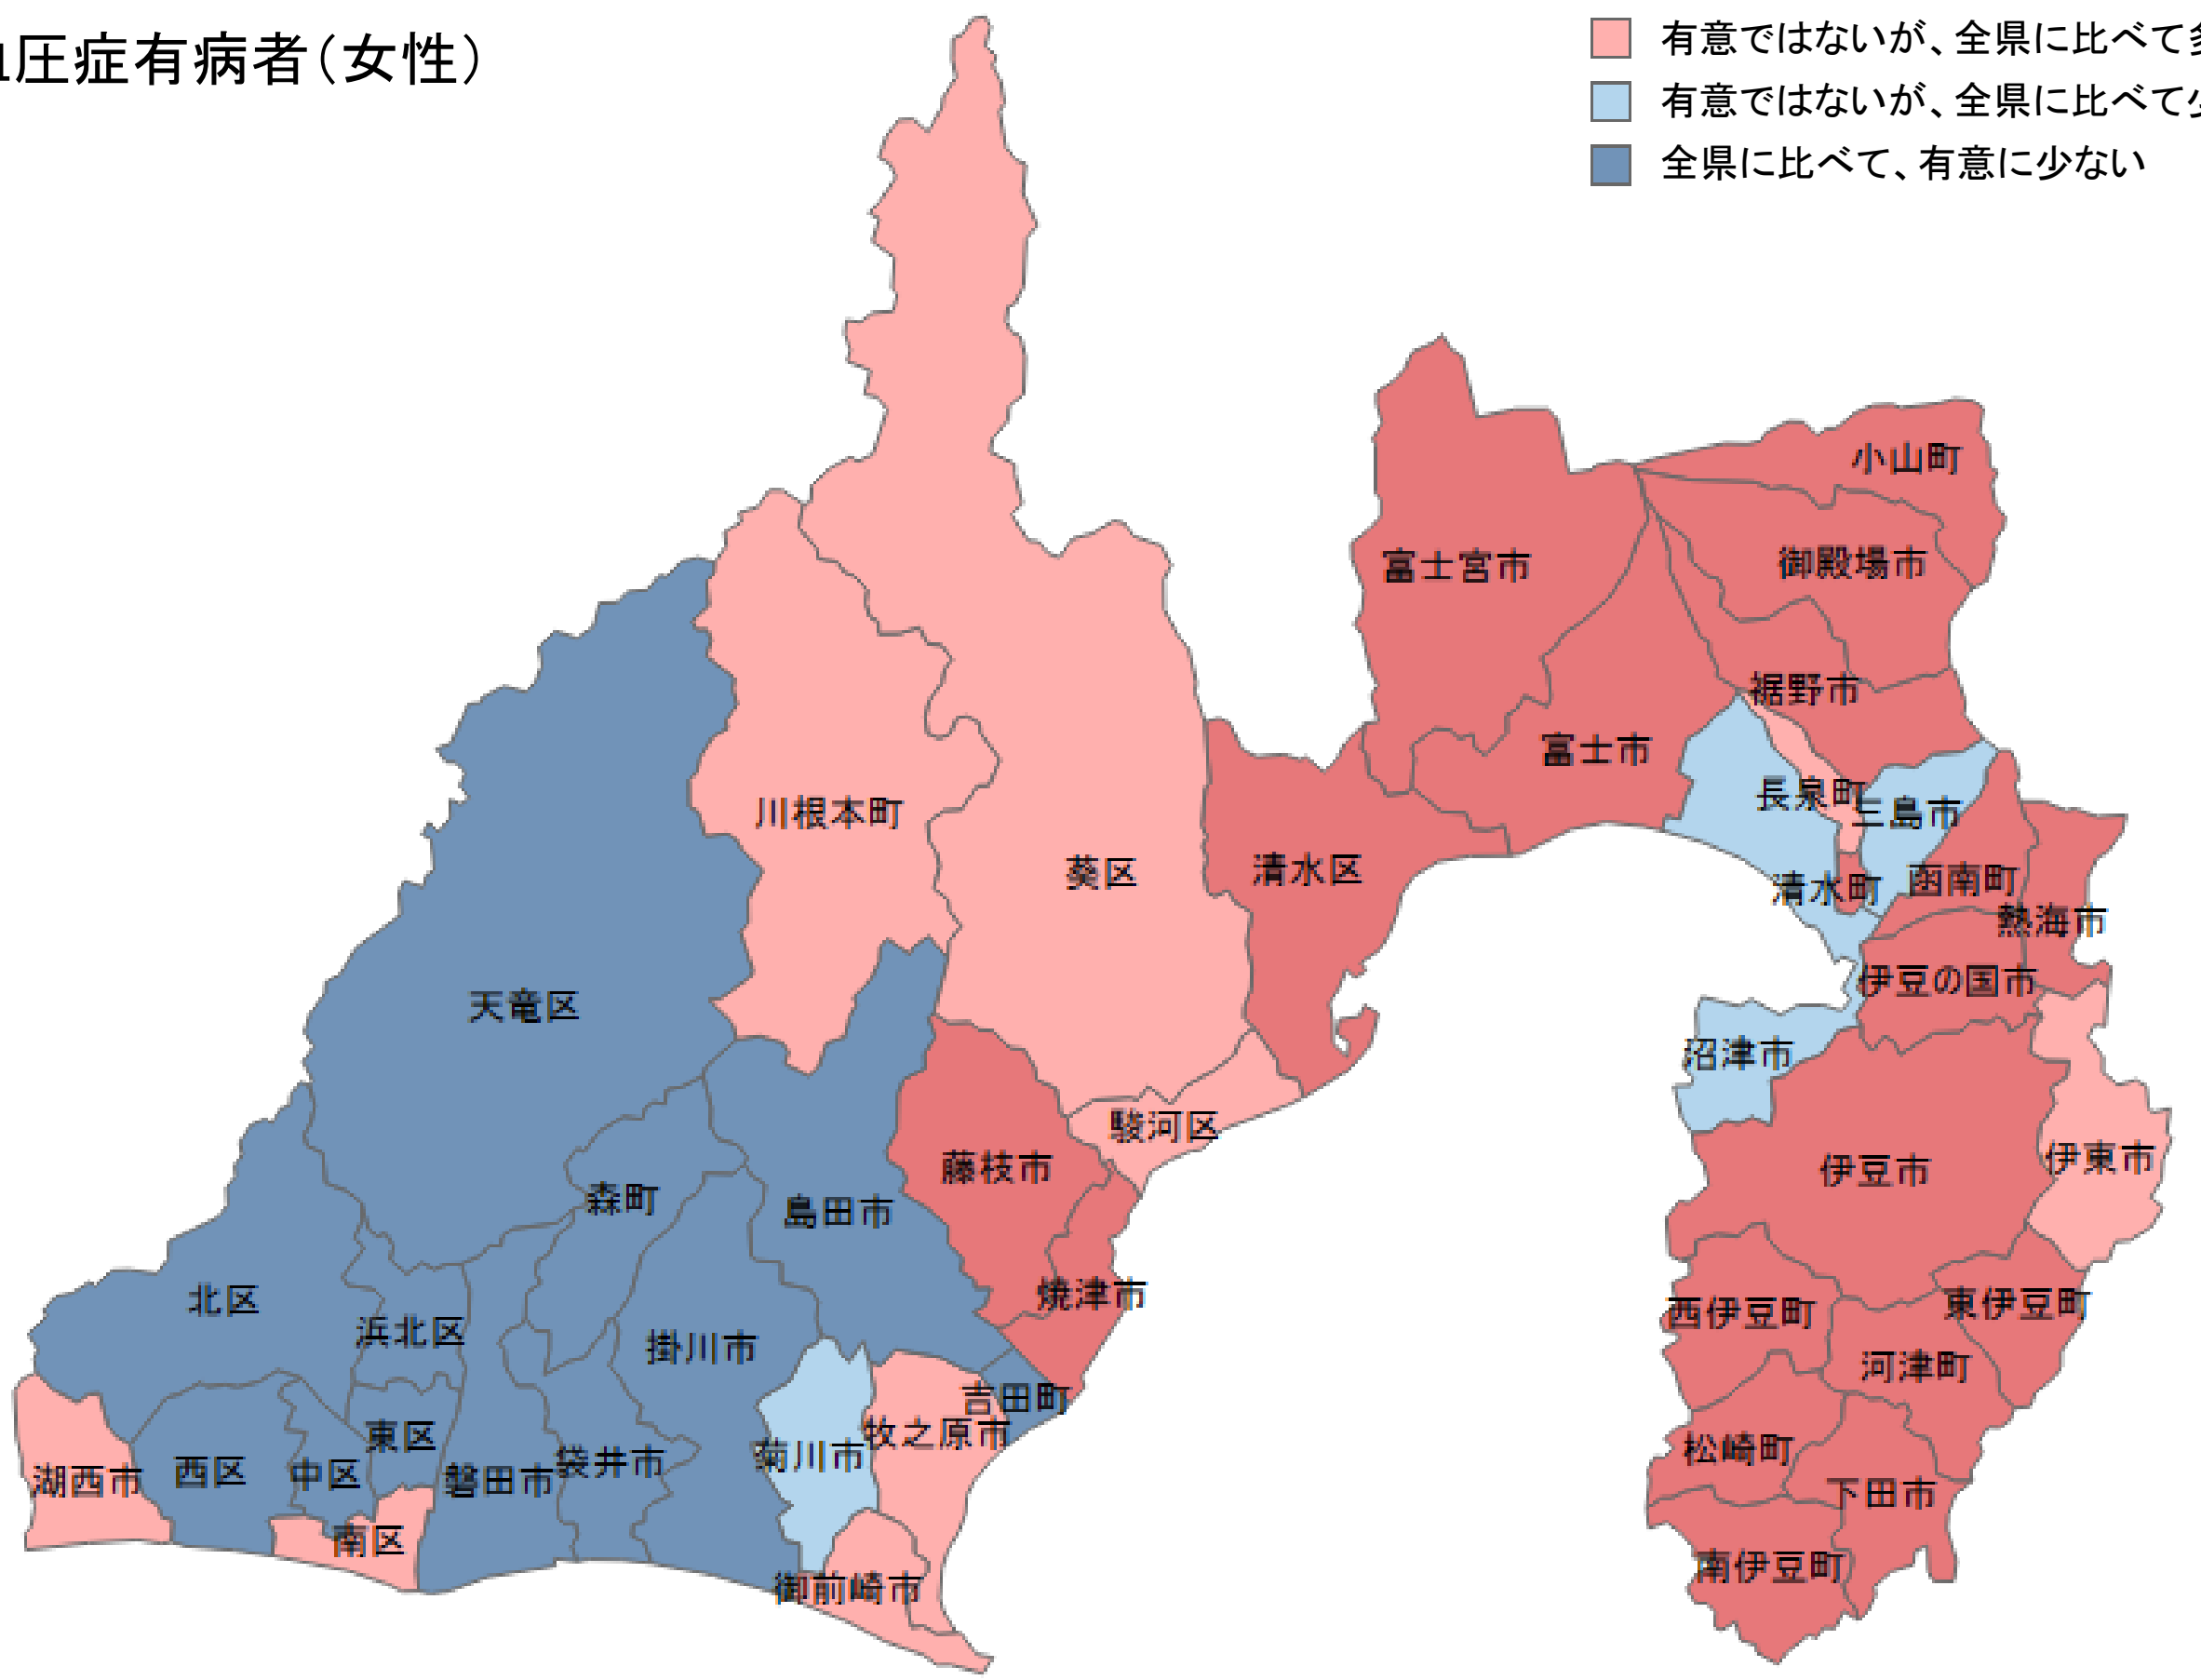 圧症有病者（女性）
有意ではないが、全県に比べて
有意ではないが、全県に比べて
全県に比べて、有意に少ない
小山町
富士宮市
御殿場市
裾野市
富士市
長泉町
三島市
川根本町
葵区
清水区
清水町
函南町
熱海市
伊豆の国市
天竜区
沼津市
駿河区
藤枝市
伊豆市
伊東市
森町
島田市
北区
焼津市
浜北区
掛川市
西伊豆町
東伊豆町
河津町
吉田町
東区
牧之原市
菊川市
松崎町
湖西市
西区
中区
磐田市
袋井市
下田市
南区
御前崎市
南伊豆町